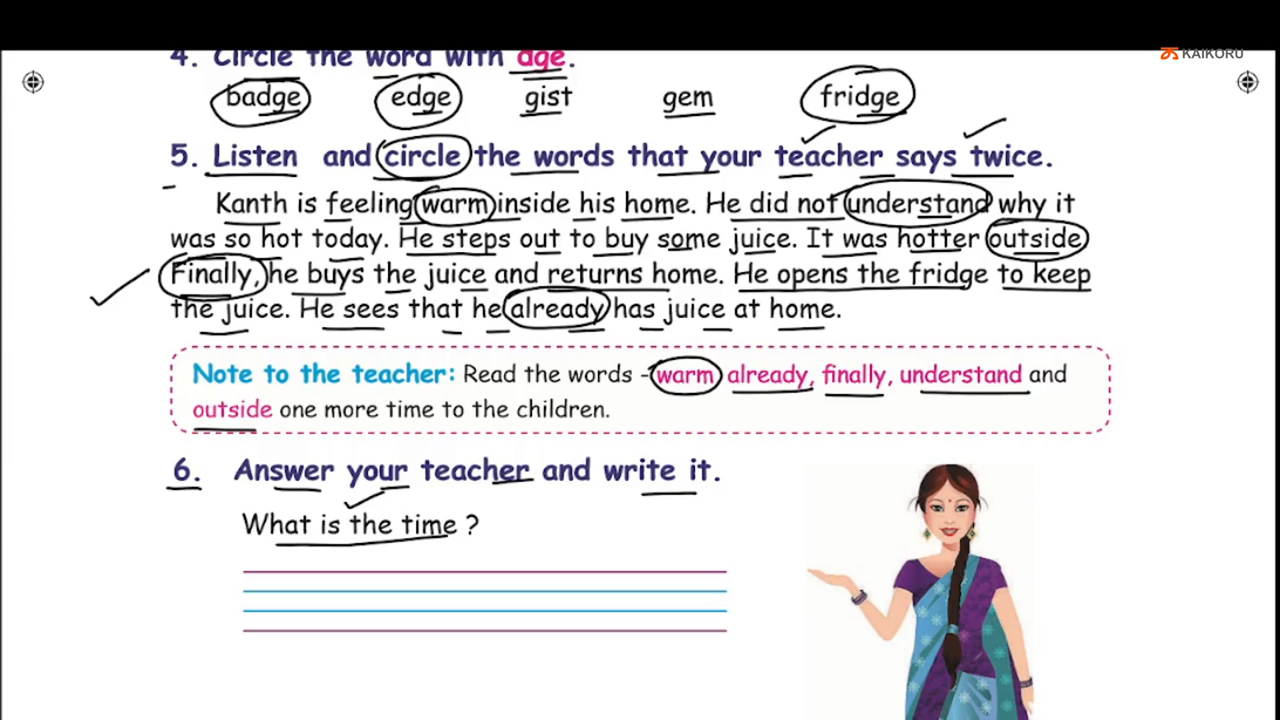 KAIKORU
4. Circle the word with age.
badge edge gist gem fridge
5. Listen and circle the words that your teacher says twice.
Kanth is feeling warm inside his home. He did not understand why it
was so hot today. He steps out to buy some juice. It was hotter outside
Finally, he buys the juice and returns home. He opens the fridge to keep
the juice. He sees that he already has juice at home.
Note to the teacher: Read the words - warm already, finally, understand and
outside one more time to the children.
6. Answer your teacher and write it.
What is the time ?